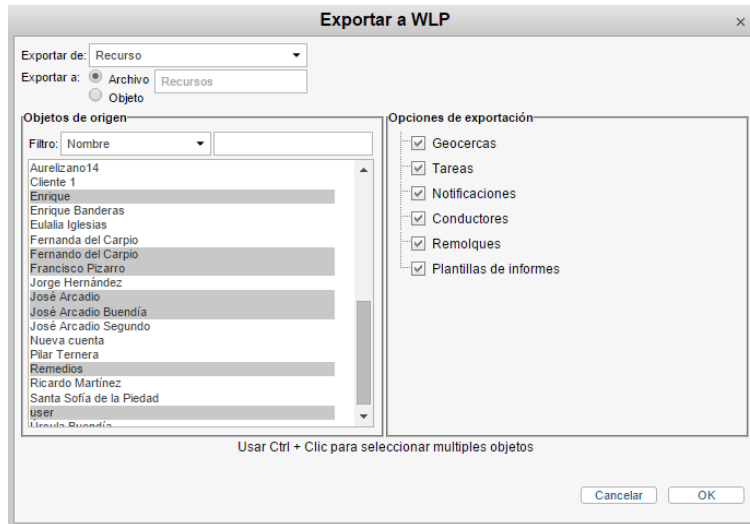 Exportar a WLP
×
Exportar de: Recurso
Exportar a: Archivo Recursos
Objeto
Objetos de origen
Filtro: Nombre
Aurelizano14
Cliente 1
Enrique
Enrique Banderas
Eulalia Iglesias
Fernanda del Carpio
Fernando del Carpio
Francisco Pizarro
Jorge Hernández
José Arcadio
José Arcadio Buendía
José Arcadio Segundo
Nueva cuenta
Pilar Ternera
Remedios
Ricardo Martínez
Santa Sofía de la Piedad
user
Úrsula Buendía
Opciones de exportación
Geocercas
Tareas
Notificaciones
Conductores
Remolques
Plantillas de informes
Usar Ctrl + Clic para seleccionar multiples objetos
Cancelar OK